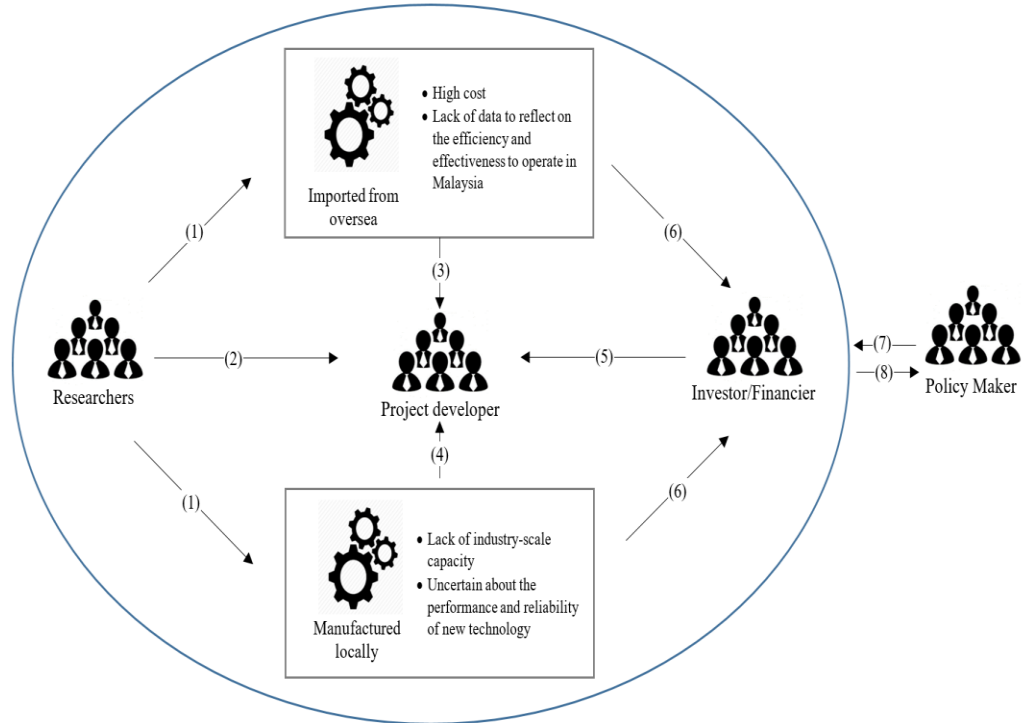 • High cost
• Lack of data to reflect on
the efficiency and
effectiveness to operate in
Malaysia
Imported from
oversea
(1)
(6)
(3)
(2)
(5)
(7)
(8)
Researchers
Project developer
Investor/Financier
Policy Maker
(4)
(1)
(6)
• Lack of industry-scale
capacity
• Uncertain about the
performance and reliability
of new technology
Manufactured
locally